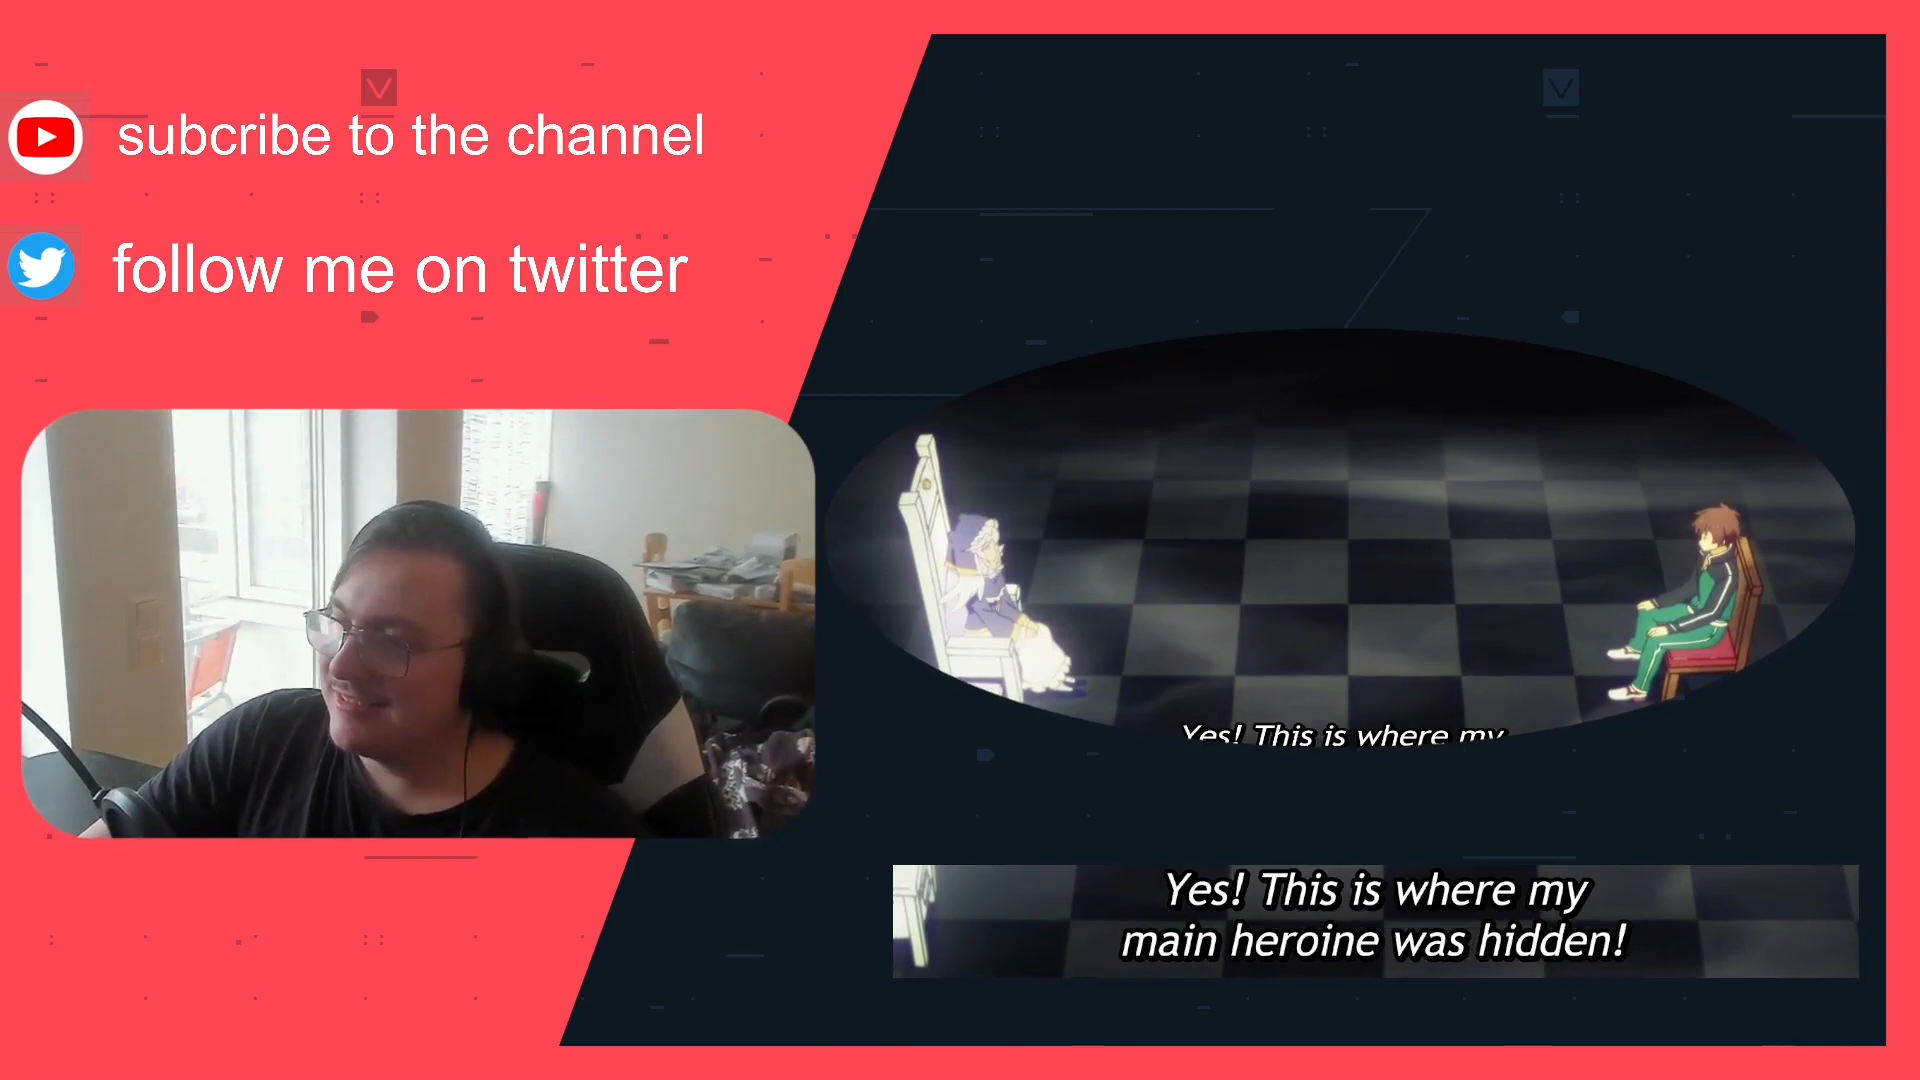 subcribe to the channel
follow me on twitter
Yes! This is where my
Yes! This is where my
main heroine was hidden!